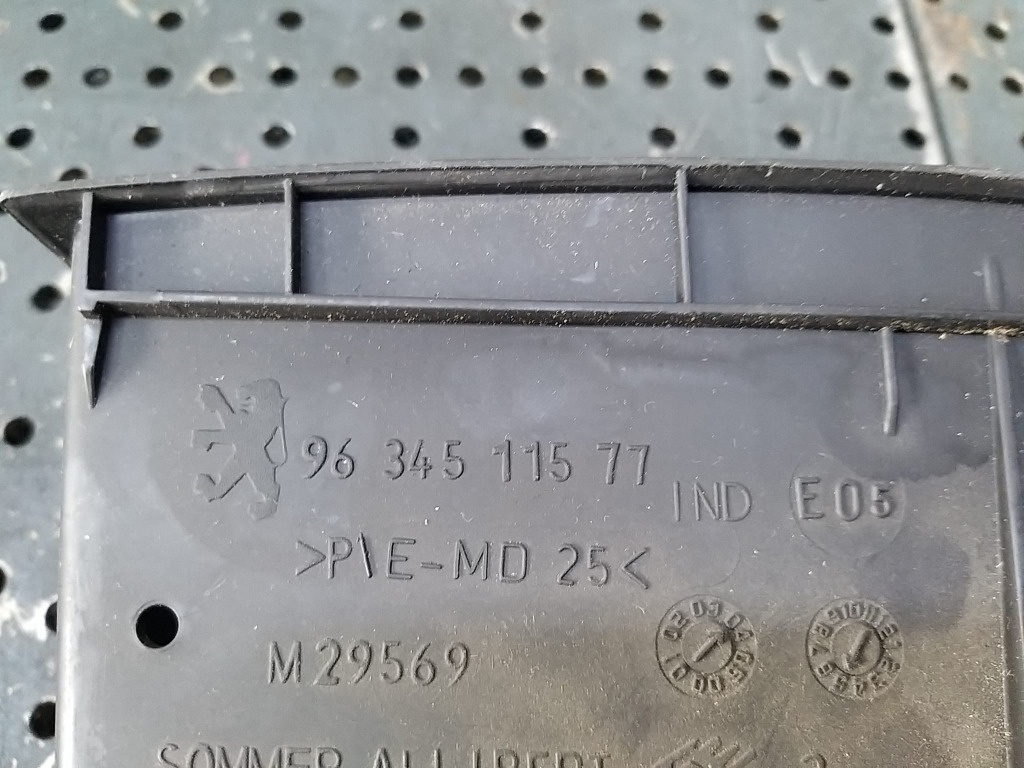 96 345 115 77
IND E05
>P\E-MD 25<
M29569
SOMMER ALLIBERT